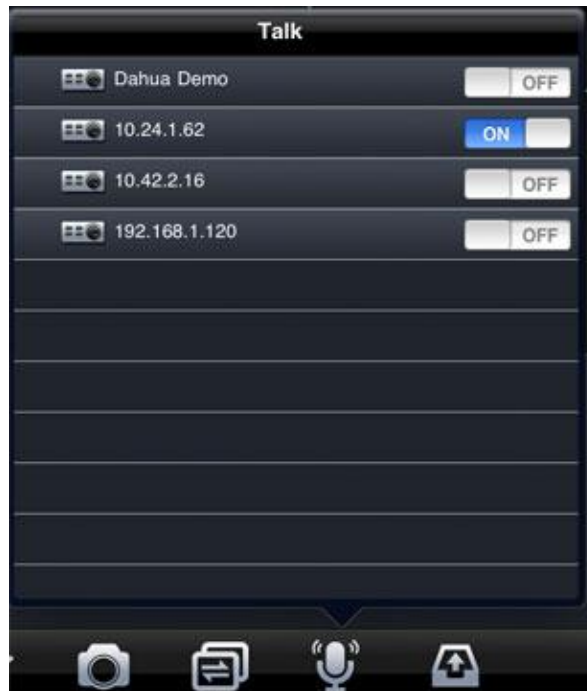 Talk
Dahua Demo OFF
10.24.1.62 ON
10.42.2.16 OFF
192.168.1.120 OFF